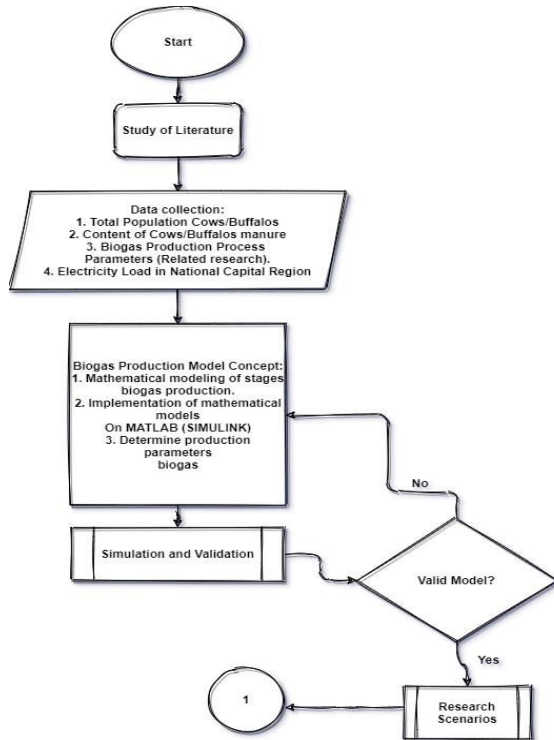 Start
Study of Literature
Data collection:
1. Total Population Cows/Buffalos
2. Content of Cows/Buffalos manure
3. Biogas Production Process
Parameters (Related research).
4. Electricity Load in National Capital Region
Biogas Production Model Concept:
1. Mathematical modeling of stages
biogas production.
2. Implementation of mathematical
models
On MATLAB (SIMULINK)
3. Determine production
parameters
biogas
Simulation and Validation
No
Valid Model?
Yes
Research
Scenarios
1